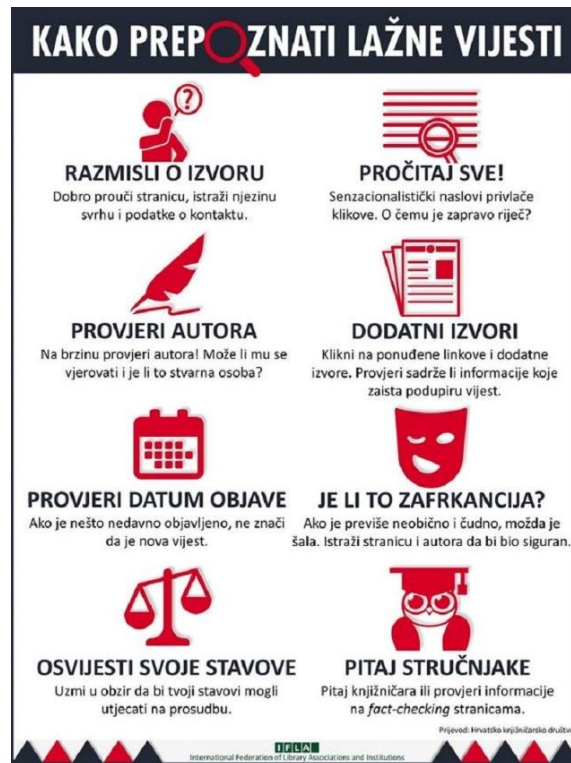 KAKO PREPOZNATI LAŽNE VIJESTI
?
RAZMISLI O IZVORU
Dobro prouči stranicu, istraži njezinu
svrhu i podatke o kontaktu.
PROČITAJ SVE!
Senzacionalistički naslovi privlače
klikove. O čemu je zapravo riječ?
PROVJERI AUTORA
Na brzinu provjeri autora! Može li mu se
vjerovati i je li to stvarna osoba?
DODATNI IZVORI
Klikni na ponuđene linkove i dodatne
izvore. Provjeri sadrže li informacije koje
zaista podupiru vijest.
PROVJERI DATUM OBJAVE
Ako je nešto nedavno objavljeno, ne znači
da je nova vijest.
JE LI TO ZAFRKANCIJA?
Ako je previše neobično i čudno, možda je
šala. Istraži stranicu i autora da bi bio siguran.
OSVIJESTI SVOJE STAVOVE
Uzmi u obzir da bi tvoji stavovi mogli
utjecati na prosudbu.
PITAJ STRUČNJAKE
Pitaj knjižničara ili provjeri informacije
na fact-checking stranicama.
Prijevod: Hrvatsko knjižničarsko društvo
IFLA
International Federation of Library Associations and Institutions